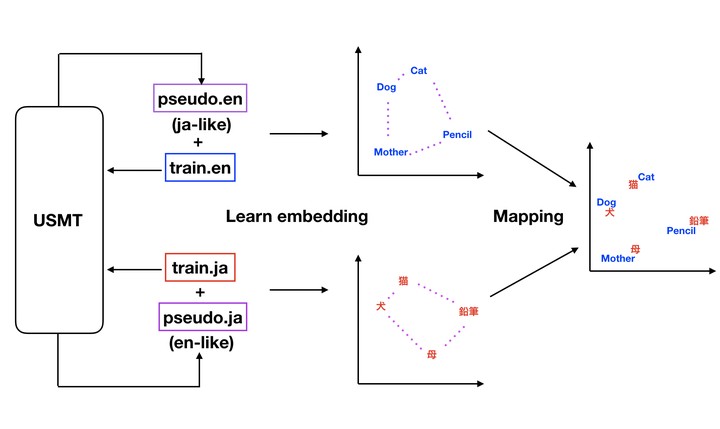 USMT
pseudo.en
(ja-like)
+
train.en
Learn embedding
train.ja
+
pseudo.ja
(en-like)
Cat
Dog
Pencil
Mother
猫
犬
鉛筆
母
Mapping
Cat
猫
Dog
犬
鉛筆
Pencil
母
Mother